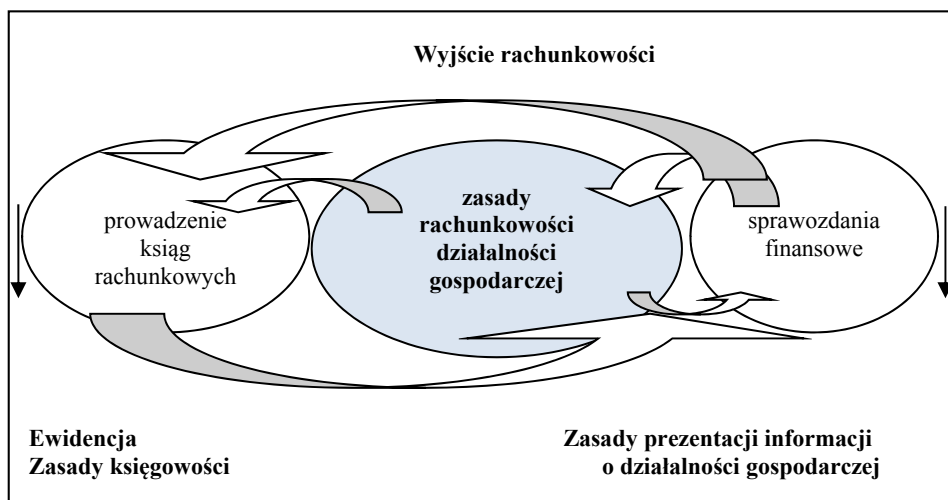 Wyjście rachunkowości
prowadzenie
ksiąg
rachunkowych
zasady
rachunkowości
działalności
gospodarczej
sprawozdania
finansowe
Ewidencja
Zasady księgowości
Zasady prezentacji informacji
o działalności gospodarczej